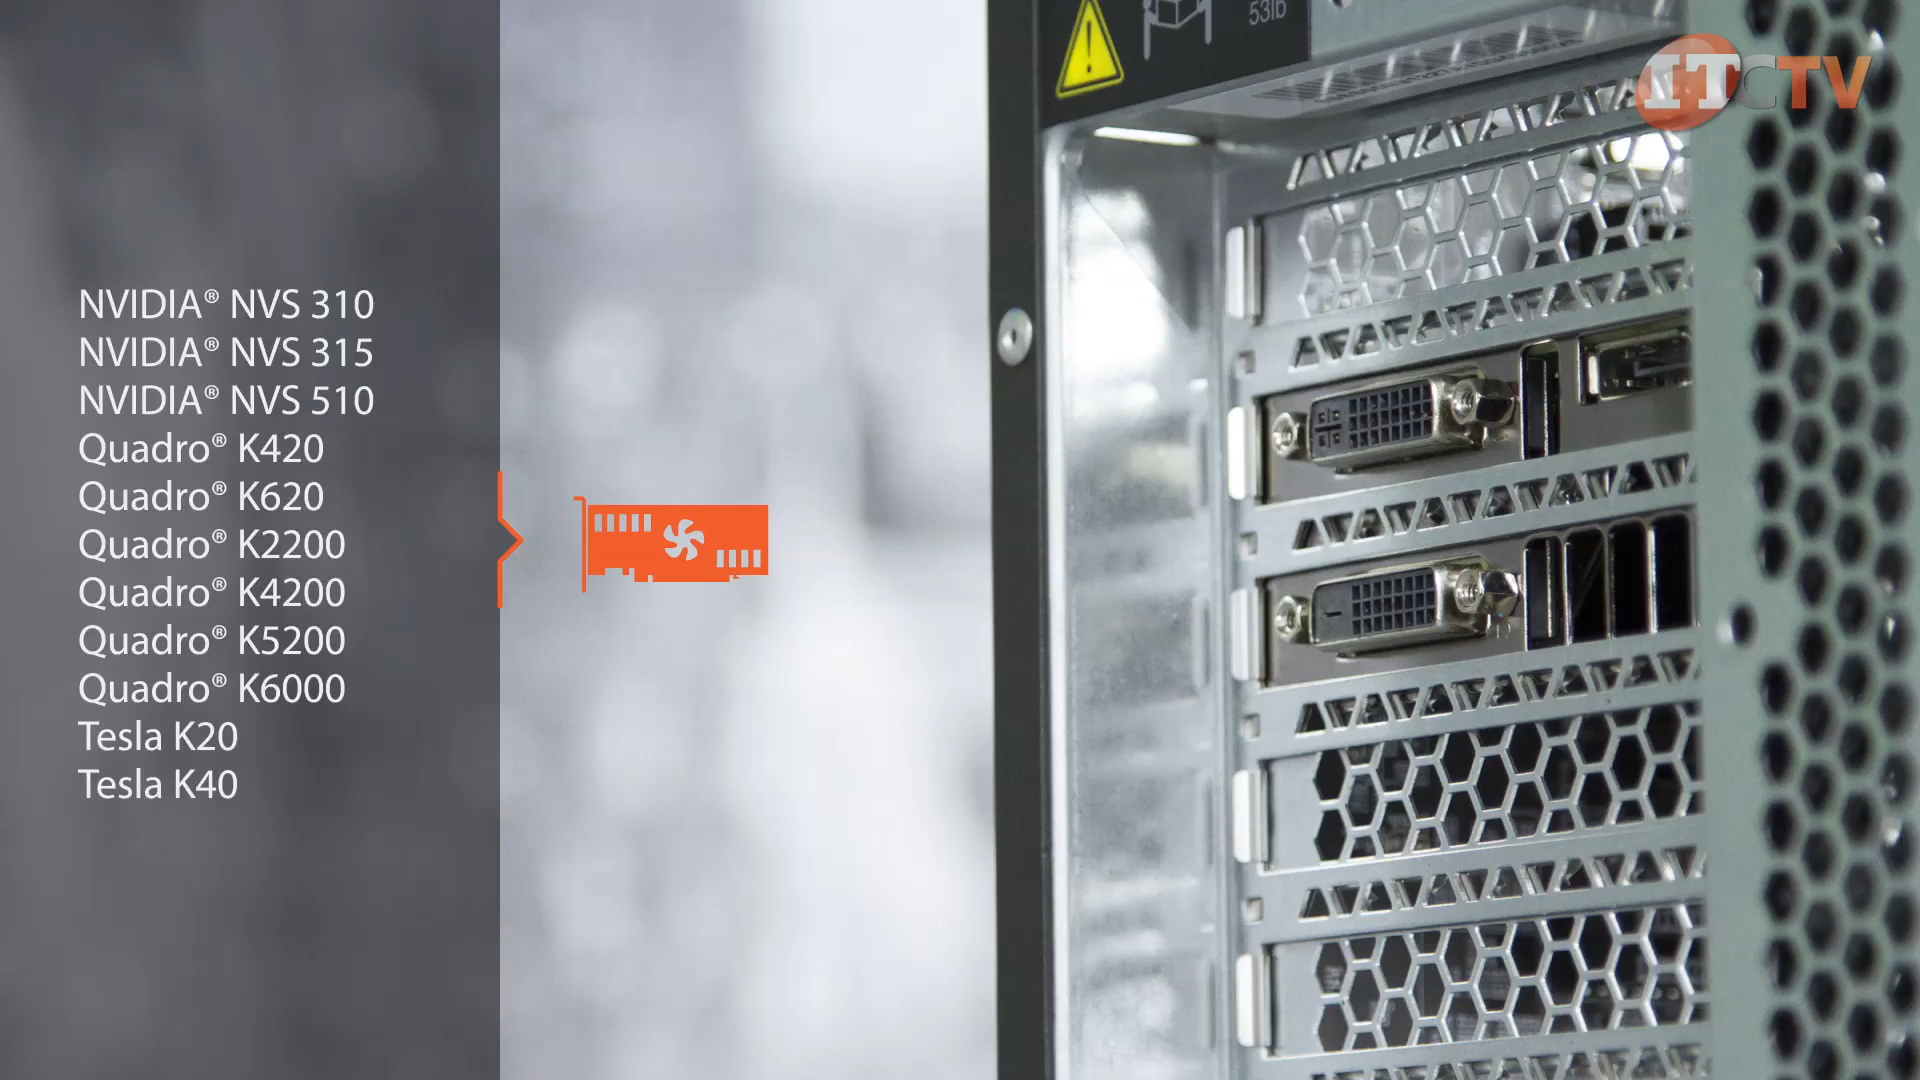 NVIDIA® NVS 310
NVIDIA® NVS 315
NVIDIA® NVS 510
Quadro® K420
Quadro® K620
Quadro® K2200
Quadro® K4200
Quadro® K5200
Quadro® K6000
Tesla K20
Tesla K40
53lb
ITCTV